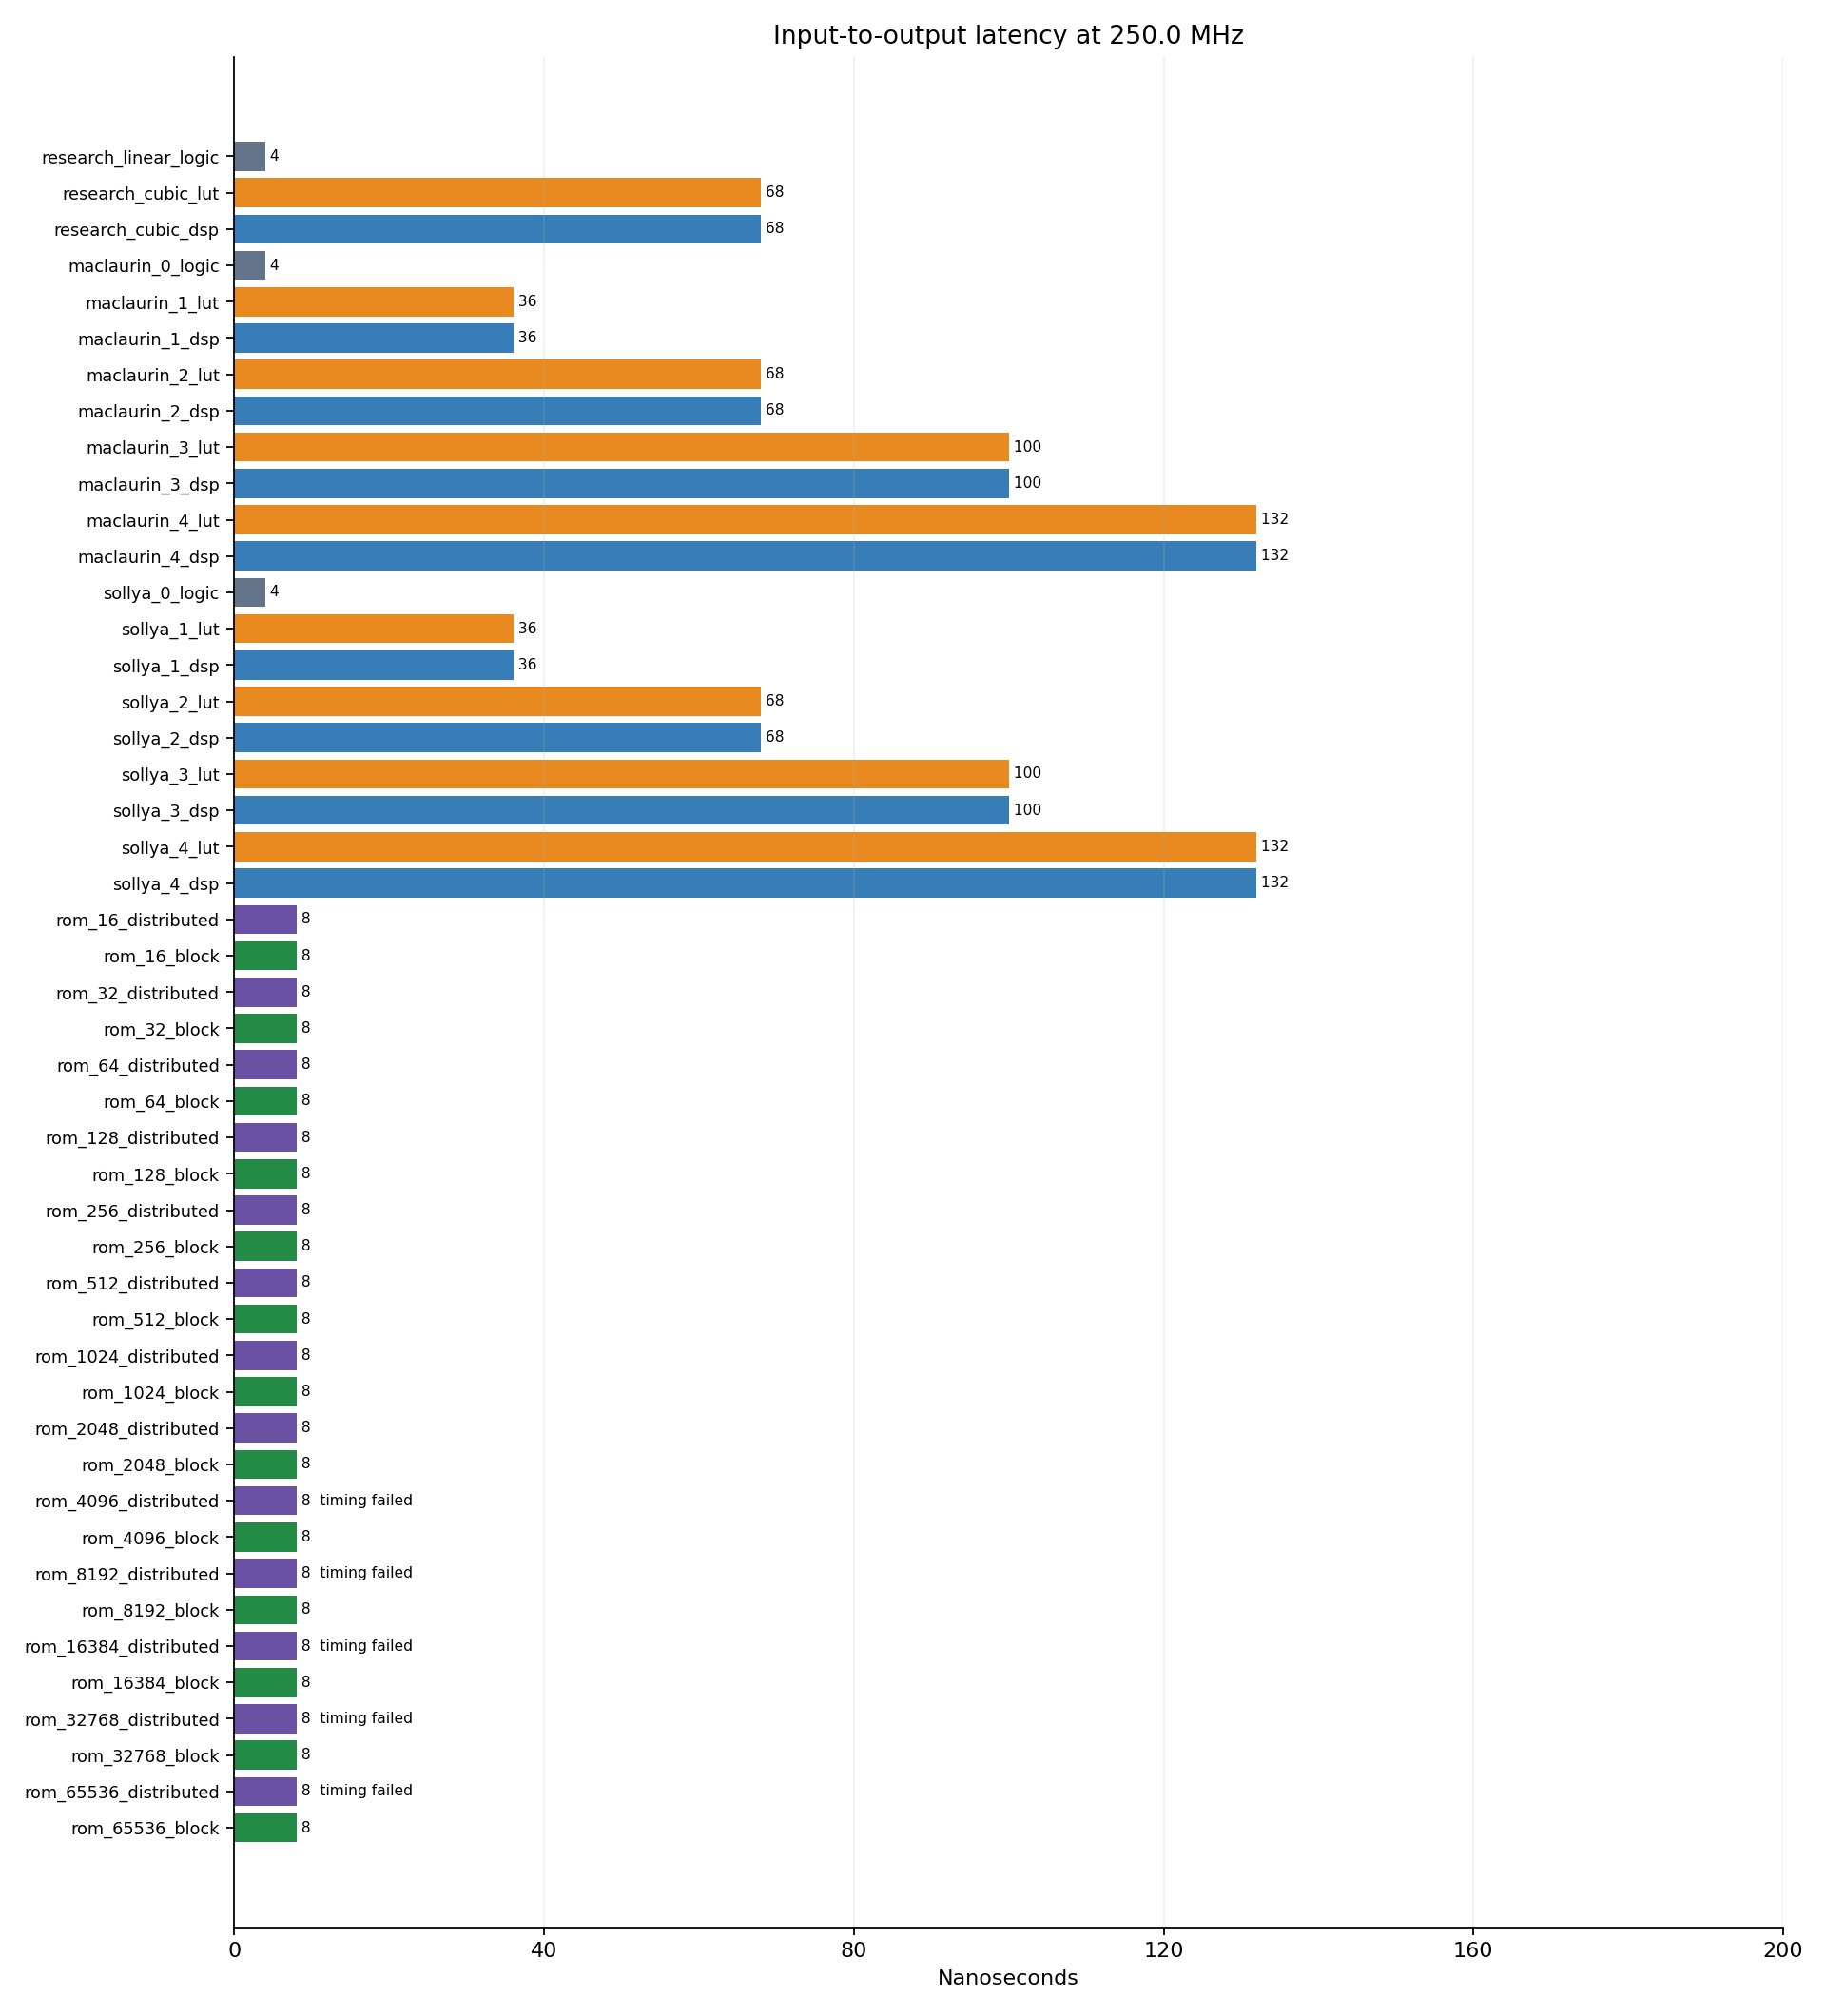 Input-to-output latency at 250.0 MHz
research_linear_logic 4
research_cubic_lut 68
research_cubic_dsp 68
maclaurin_0_logic 4
maclaurin_1_lut 36
maclaurin_1_dsp 36
maclaurin_2_lut 68
maclaurin_2_dsp 68
maclaurin_3_lut 100
maclaurin_3_dsp 100
maclaurin_4_lut 132
maclaurin_4_dsp 132
sollya_0_logic 4
sollya_1_lut 36
sollya_1_dsp 36
sollya_2_lut 68
sollya_2_dsp 68
sollya_3_lut 100
sollya_3_dsp 100
sollya_4_lut 132
sollya_4_dsp 132
rom_16_distributed 8
rom_16_block 8
rom_32_distributed 8
rom_32_block 8
rom_64_distributed 8
rom_64_block 8
rom_128_distributed 8
rom_128_block 8
rom_256_distributed 8
rom_256_block 8
rom_512_distributed 8
rom_512_block 8
rom_1024_distributed 8
rom_1024_block 8
rom_2048_distributed 8
rom_2048_block 8
rom_4096_distributed 8 timing failed
rom_4096_block 8
rom_8192_distributed 8 timing failed
rom_8192_block 8
rom_16384_distributed 8 timing failed
rom_16384_block 8
rom_32768_distributed 8 timing failed
rom_32768_block 8
rom_65536_distributed 8 timing failed
rom_65536_block 8
0 40 80 120 160 200
Nanoseconds